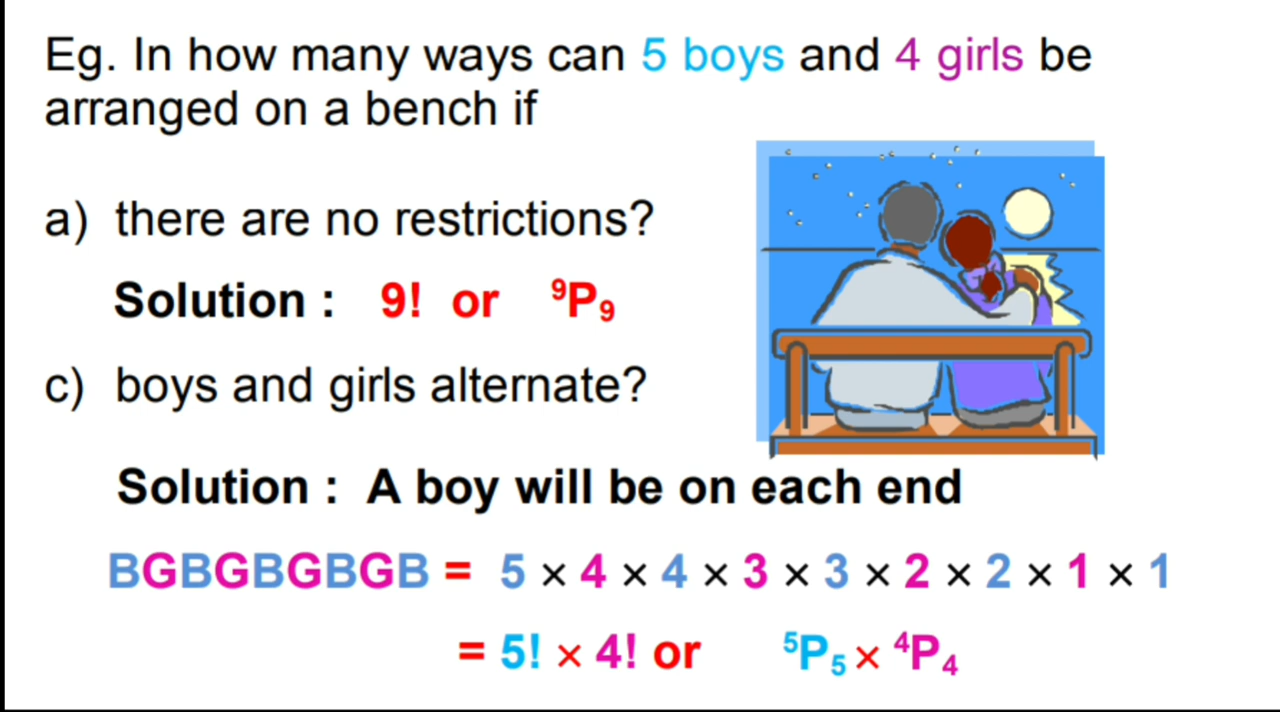 Eg. In how many ways can 5 boys and 4 girls be
arranged on a bench if
a) there are no restrictions?
Solution : 9! or ⁹P₉
c) boys and girls alternate?
Solution : A boy will be on each end
BGBGBGBGB = 5 × 4 × 4 × 3 × 3 × 2 × 2 × 1 × 1
= 5! × 4! or ⁵P₅ × ⁴P₄